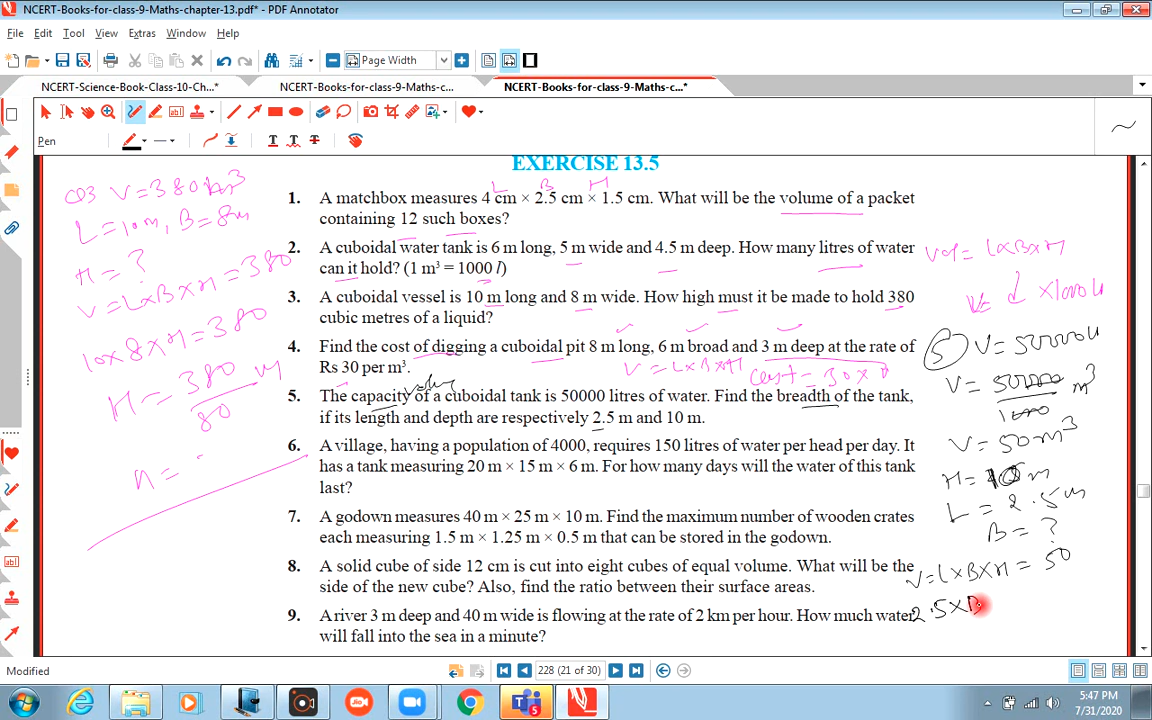 NCERT-Books-for-class-9-Maths-chapter-13.pdf* - PDF Annotator
File Edit Tool View Extras Window Help
Page Width
NCERT-Science-Book-Class-10-Ch...* NCERT-Books-for-class-9-Maths-c... NCERT-Books-for-class-9-Maths-c...*
Pen
EXERCISE 13.5
L B H
1. A matchbox measures 4 cm × 2.5 cm × 1.5 cm. What will be the volume of a packet
containing 12 such boxes?
2. A cuboidal water tank is 6 m long, 5 m wide and 4.5 m deep. How many litres of water
can it hold? (1 m³ = 1000 l)
3. A cuboidal vessel is 10 m long and 8 m wide. How high must it be made to hold 380
cubic metres of a liquid?
4. Find the cost of digging a cuboidal pit 8 m long, 6 m broad and 3 m deep at the rate of
Rs 30 per m³.
V = L×B×H
Cost = 30 × V
volume
5. The capacity of a cuboidal tank is 50000 litres of water. Find the breadth of the tank,
if its length and depth are respectively 2.5 m and 10 m.
6. A village, having a population of 4000, requires 150 litres of water per head per day. It
has a tank measuring 20 m × 15 m × 6 m. For how many days will the water of this tank
last?
7. A godown measures 40 m × 25 m × 10 m. Find the maximum number of wooden crates
each measuring 1.5 m × 1.25 m × 0.5 m that can be stored in the godown.
8. A solid cube of side 12 cm is cut into eight cubes of equal volume. What will be the
side of the new cube? Also, find the ratio between their surface areas.
9. A river 3 m deep and 40 m wide is flowing at the rate of 2 km per hour. How much water
will fall into the sea in a minute?
Q3 V = 380 m³
L = 10m, B = 8m
H = ?
V = L×B×H = 380
10×8×H = 380
H = 380/80 m
H =
Vol = L×B×H
×1000 L
5 V = 50000 L
V = 50000/1000 m³
V = 50 m³
H = 10 m
L = 2.5 m
B = ?
V = L×B×H = 50
2.5×B
228 (21 of 30)
Modified
5
5:47 PM
7/31/2020